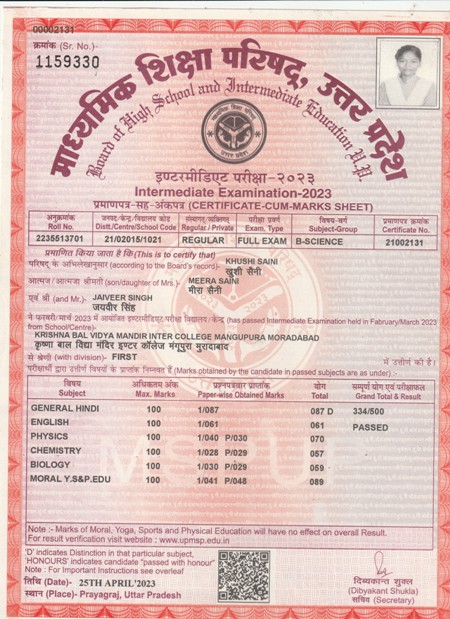 00002131
क्रमांक (Sr. No.)-
1159330
माध्यमिक शिक्षा परिषद्, उत्तर प्रदेश
Board of High School and Intermediate Education U.P.
इण्टरमीडिएट परीक्षा-२०२३
Intermediate Examination-2023
प्रमाणपत्र-सह-अंकपत्र (CERTIFICATE-CUM-MARKS SHEET)
अनुक्रमांक जनपद/केन्द्र/विद्यालय कोड संस्थागत/व्यक्तिगत परीक्षा प्रवर्ग विषय-वर्ग प्रमाणपत्र क्रमांक
Roll No. Distt./Centre/School Code Regular / Private Exam. Type Subject-Group Certificate No.
2235513701 21/02015/1021 REGULAR FULL EXAM B-SCIENCE 21002131
प्रमाणित किया जाता है कि(This is to certify that)
परिषद् के अभिलेखानुसार (according to the Board's record)- KHUSHI SAINI
खुशी सैनी
आत्मज / आत्मजा श्रीमती (son/daughter of Mrs.)- MEERA SAINI
मीरा सैनी
एवं श्री (and Mr.)- JAIVEER SINGH
जयवीर सिंह
ने फरवरी/मार्च 2023 में आयोजित इण्टरमीडिएट परीक्षा विद्यालय/केन्द्र (has passed Intermediate Examination held in Fabruary/March 2023
from School/Centre)-
KRISHNA BAL VIDYA MANDIR INTER COLLEGE MANGUPURA MORADABAD
कृष्णा बाल विद्या मंदिर इण्टर कॉलेज मंगूपुरा मुरादाबाद
से श्रेणी (with division)- FIRST में उत्तीर्ण की है।
परीक्षार्थी द्वारा उत्तीर्ण विषयों के प्राप्तांक निम्नवत हैं (Marks obtained by the candidate in passed subjects are as under) :-
विषय अधिकतम अंक प्रश्नपत्रवार प्राप्तांक योग सम्पूर्ण योग एवं परीक्षाफल
Subject Max. Marks Paper-wise Obtained Marks Total Grand Total & Result
GENERAL HINDI 100 1/087 087 D 334/500
ENGLISH 100 1/061 061 PASSED
PHYSICS 100 1/040 P/030 070
CHEMISTRY 100 1/028 P/029 057
BIOLOGY 100 1/030 P/029 059
MORAL Y.S&P.EDU 100 1/041 P/048 089
Note :- Marks of Moral, Yoga, Sports and Physical Education will have no effect on overall Result.
For result verification visit website : www.upmsp.edu.in
'D' indicates Distinction in that particular subject,
'HONOURS' indicates candidate "passed with honour"
Note : For Important Instructions see overleaf
तिथि (Date)- 25TH APRIL'2023
स्थान (Place)- Prayagraj, Uttar Pradesh
दिव्यकान्त शुक्ल
(Dibyakant Shukla)
सचिव (Secretary)